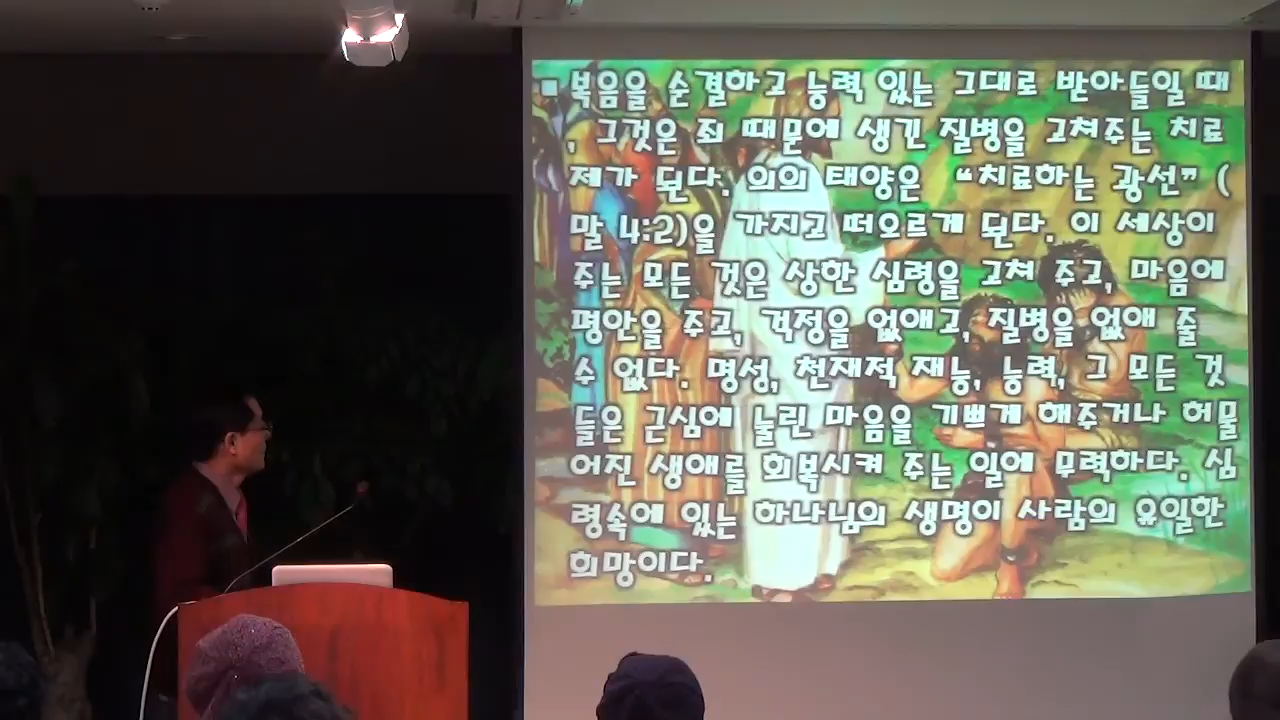 ▪ 복음을 순결하고 능력 있는 그대로 받아들일 때
, 그것은 죄 때문에 생긴 질병을 고쳐주는 치료
제가 된다. 의의 태양은 “치료하는 광선” (
말 4:2)을 가지고 떠오르게 된다. 이 세상이
주는 모든 것은 상한 심령을 고쳐 주고, 마음에
평안을 주고, 걱정을 없애고, 질병을 없애 줄
수 없다. 명성, 천재적 재능, 능력, 그 모든 것
들은 근심에 눌린 마음을 기쁘게 해주거나 허물
어진 생애를 회복시켜 주는 일에 무력하다. 심
령속에 있는 하나님의 생명이 사람의 유일한
희망이다.